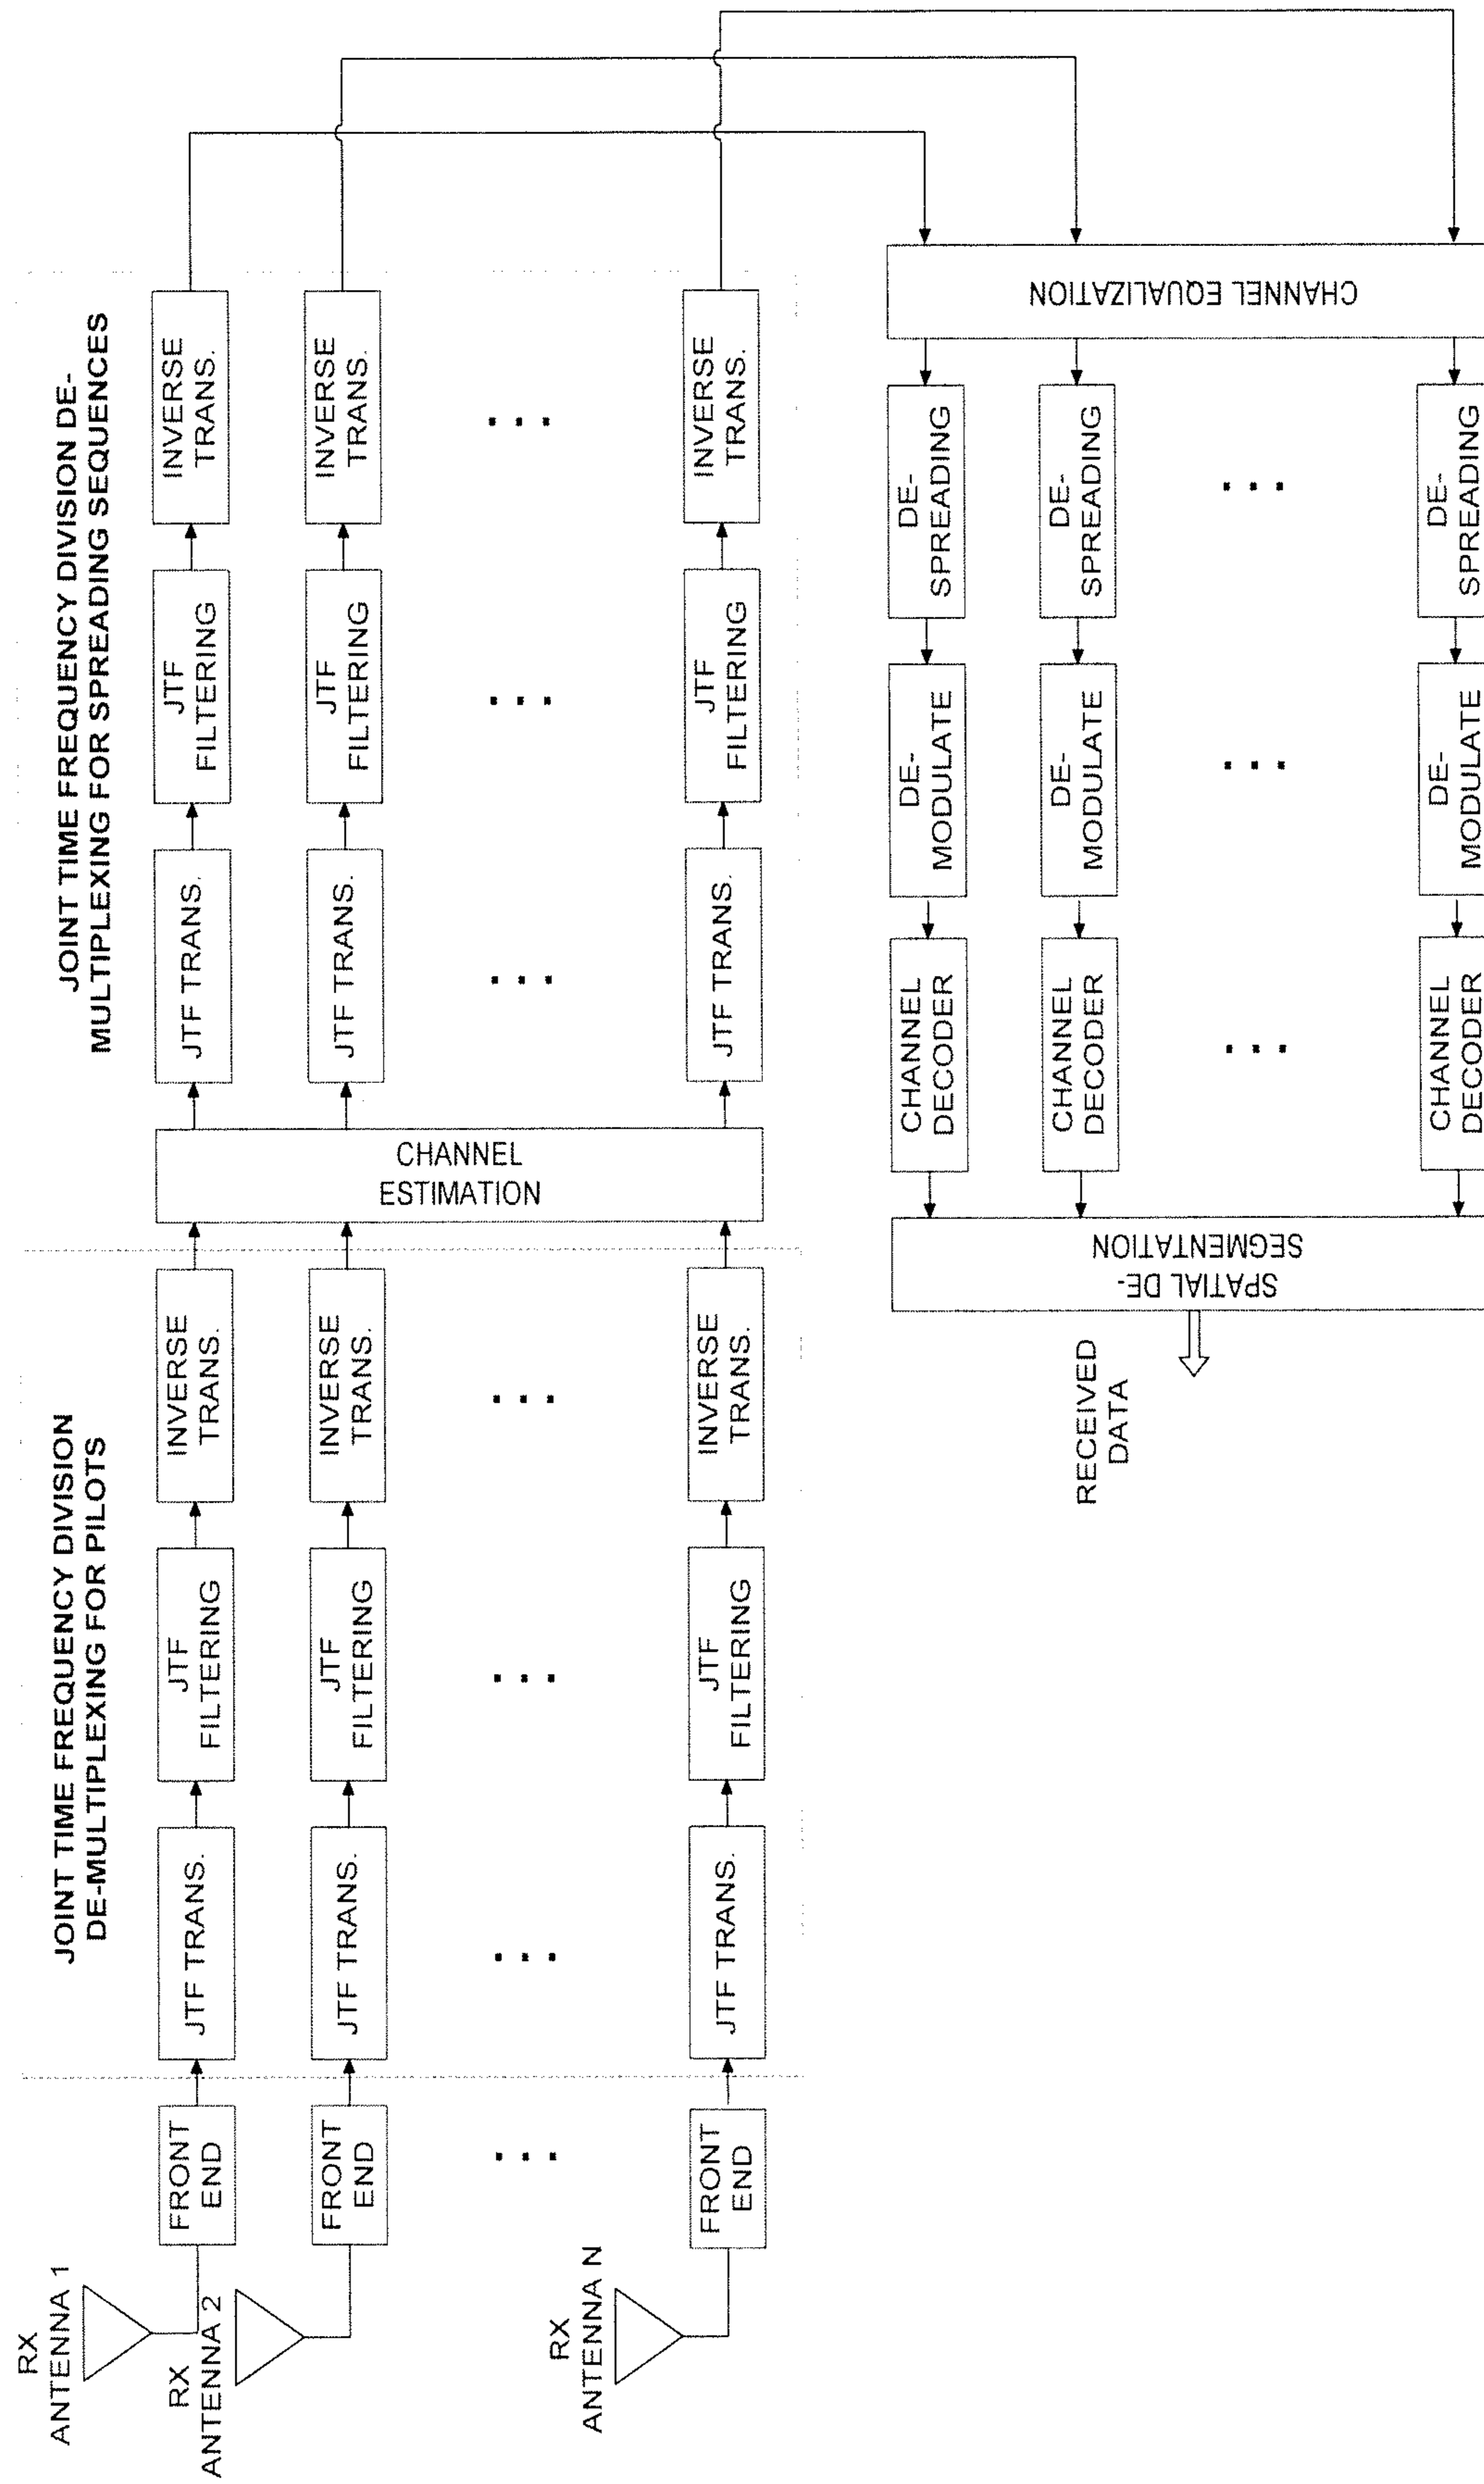 RX
ANTENNA 1
RX
ANTENNA 2
RX
ANTENNA N
FRONT
END
FRONT
END
...
FRONT
END
JOINT TIME FREQUENCY DIVISION
DE-MULTIPLEXING FOR PILOTS
JTF TRANS.
JTF
FILTERING
INVERSE
TRANS.
JTF TRANS.
JTF
FILTERING
INVERSE
TRANS.
...
...
...
JTF TRANS.
JTF
FILTERING
INVERSE
TRANS.
CHANNEL
ESTIMATION
JOINT TIME FREQUENCY DIVISION DE-
MULTIPLEXING FOR SPREADING SEQUENCES
JTF TRANS.
JTF
FILTERING
INVERSE
TRANS.
JTF TRANS.
JTF
FILTERING
INVERSE
TRANS.
...
...
...
JTF TRANS.
JTF
FILTERING
INVERSE
TRANS.
CHANNEL EQUALIZATION
DE-
SPREADING
DE-
MODULATE
CHANNEL
DECODER
DE-
SPREADING
DE-
MODULATE
CHANNEL
DECODER
...
...
...
DE-
SPREADING
DE-
MODULATE
CHANNEL
DECODER
SPATIAL DE-
SEGMENTATION
RECEIVED
DATA